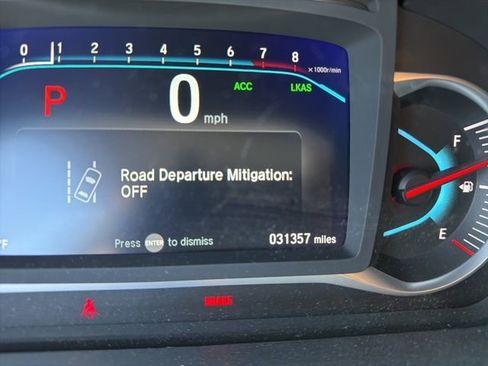 0 1 2 3 4 5 6 7 8
×1000r/min
P
0 mph
ACC
LKAS
F
Road Departure Mitigation:
OFF
E
°F
Press ENTER to dismiss
031357 miles
BRAKE